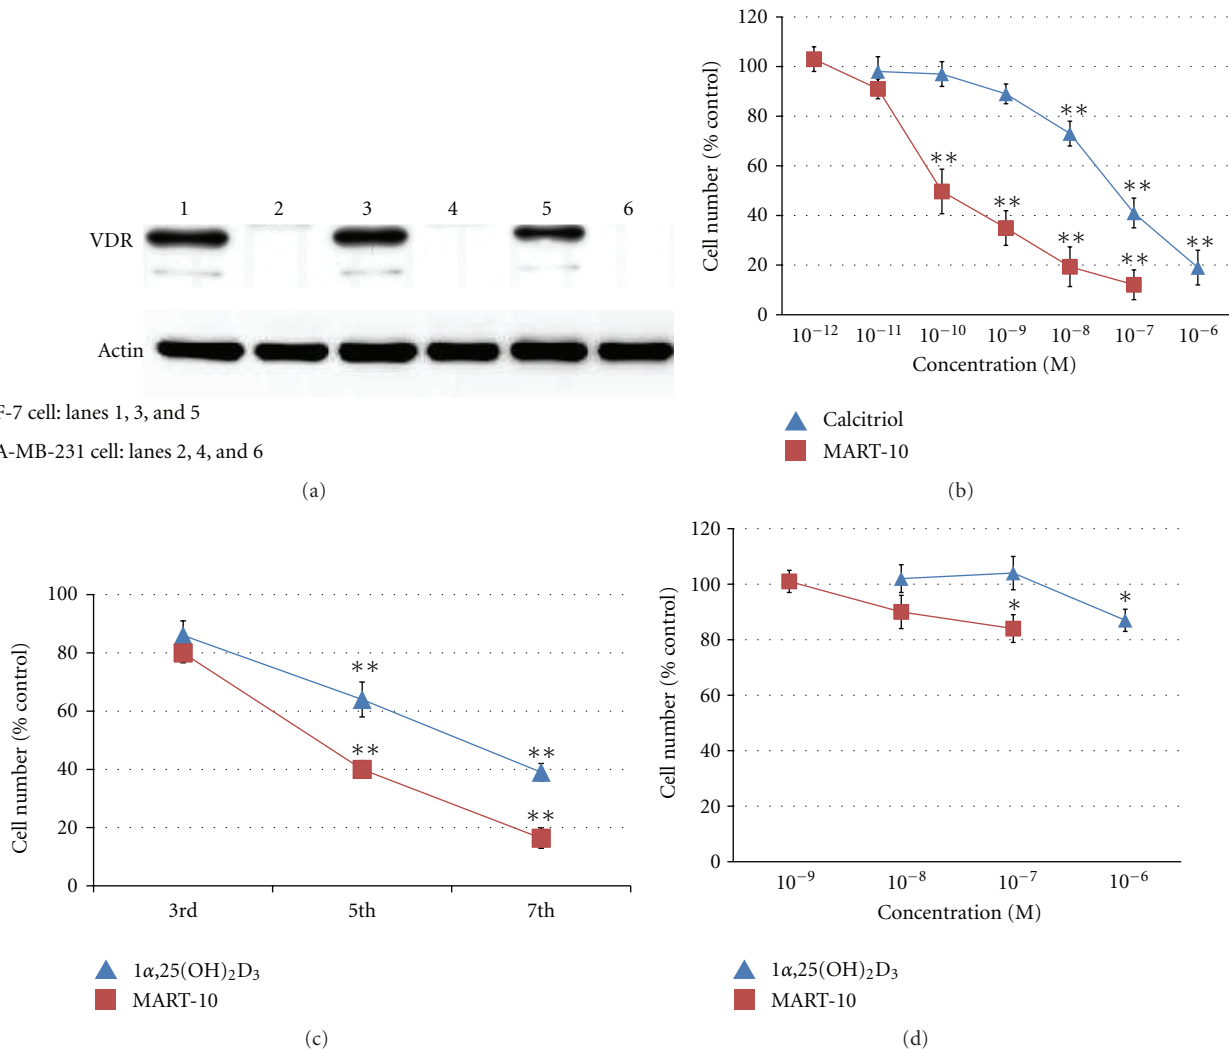 1 2 3 4 5 6
VDR
Actin
F-7 cell: lanes 1, 3, and 5
A-MB-231 cell: lanes 2, 4, and 6
(a)
120
100
80
60
40
20
0
Cell number (% control)
**
**
**
**
**
**
**
10⁻¹² 10⁻¹¹ 10⁻¹⁰ 10⁻⁹ 10⁻⁸ 10⁻⁷ 10⁻⁶
Concentration (M)
Calcitriol
MART-10
(b)
100
80
60
40
20
0
Cell number (% control)
**
**
**
**
3rd 5th 7th
1α,25(OH)₂D₃
MART-10
(c)
120
100
80
60
40
20
0
Cell number (% control)
*
*
10⁻⁹ 10⁻⁸ 10⁻⁷ 10⁻⁶
Concentration (M)
1α,25(OH)₂D₃
MART-10
(d)